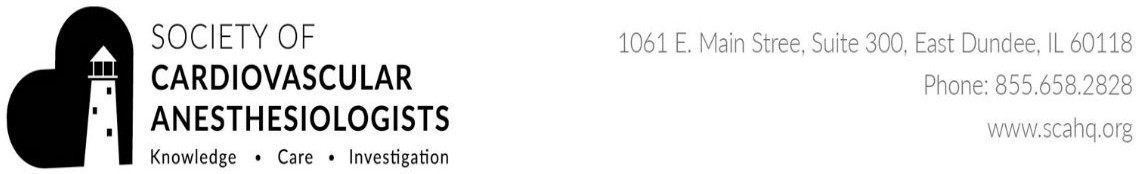 SOCIETY OF
CARDIOVASCULAR
ANESTHESIOLOGISTS
Knowledge • Care • Investigation
1061 E. Main Stree, Suite 300, East Dundee, IL 60118
Phone: 855.658.2828
www.scahq.org